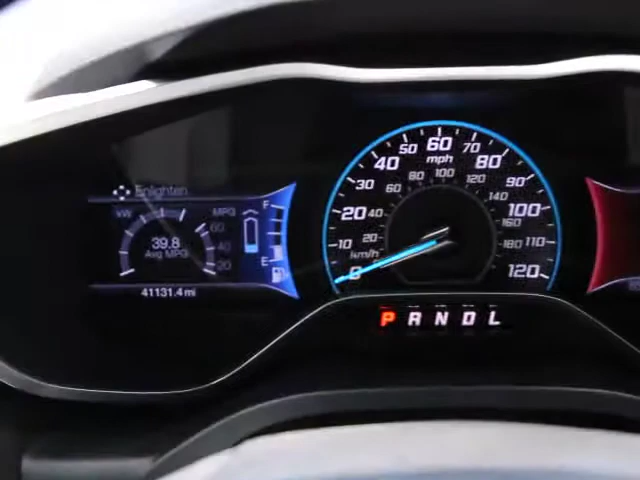 Enlighten
kW
MPG
60
40
20
39.8
Avg MPG
F
E
41131.4 mi
0
10
20
30
40
50
60
70
80
90
100
110
120
mph
20
40
60
80
100
120
140
160
180
km/h
P R N D L